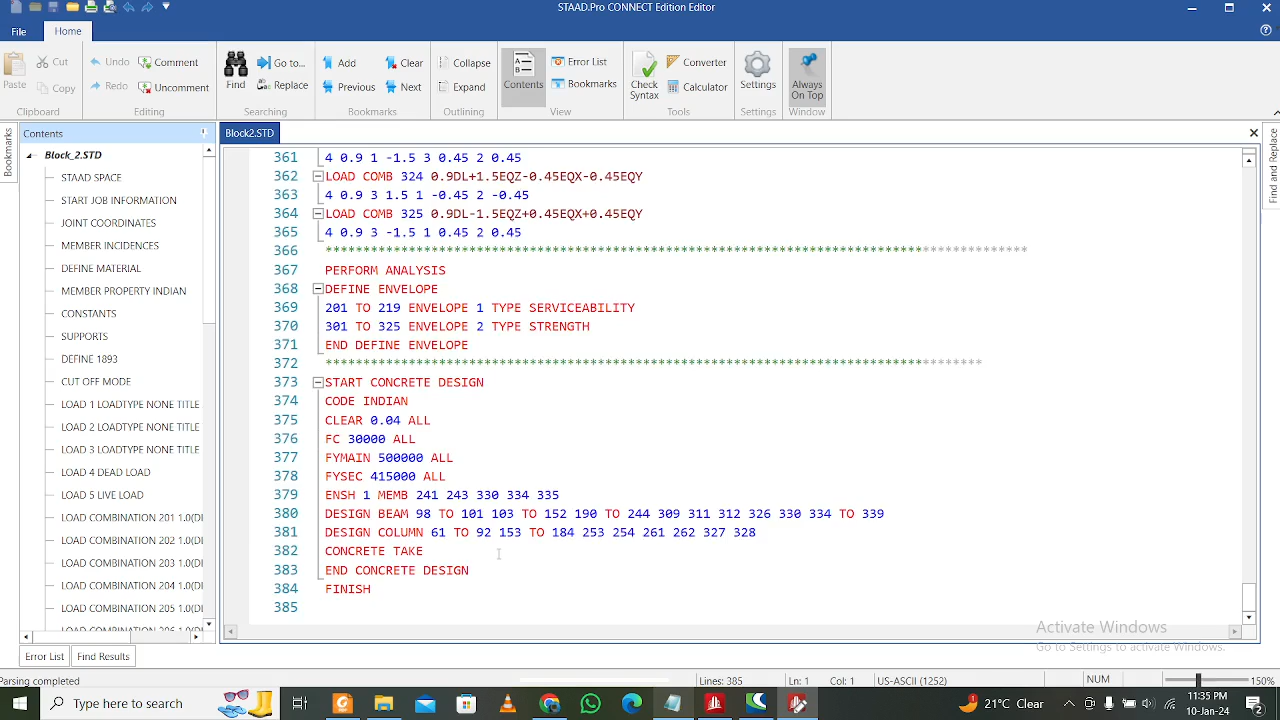 STAAD.Pro CONNECT Edition Editor
File Home
Paste Cut Copy Clipboard
Undo Redo Comment Uncomment Editing
Find Go to... Replace Searching
Add Previous Clear Next Bookmarks
Collapse Expand Outlining
Contents Error List Bookmarks View
Check Syntax Converter Calculator Tools
Settings Settings
Always On Top Window
Bookmarks
Contents
Block2.STD
Find and Replace
Block_2.STD
STAAD SPACE
START JOB INFORMATION
JOINT COORDINATES
MEMBER INCIDENCES
DEFINE MATERIAL
MEMBER PROPERTY INDIAN
CONSTANTS
SUPPORTS
DEFINE 1893
CUT OFF MODE
LOAD 1 LOADTYPE NONE TITLE
LOAD 2 LOADTYPE NONE TITLE
LOAD 3 LOADTYPE NONE TITLE
LOAD 4 DEAD LOAD
LOAD 5 LIVE LOAD
LOAD COMBINATION 201 1.0(DI
LOAD COMBINATION 202 1.0(DI
LOAD COMBINATION 203 1.0(DI
LOAD COMBINATION 204 1.0(DI
LOAD COMBINATION 205 1.0(DI
LOAD COMBINATION 206 1.0(DI
361 4 0.9 1 -1.5 3 0.45 2 0.45
362 LOAD COMB 324 0.9DL+1.5EQZ-0.45EQX-0.45EQY
363 4 0.9 3 1.5 1 -0.45 2 -0.45
364 LOAD COMB 325 0.9DL-1.5EQZ+0.45EQX+0.45EQY
365 4 0.9 3 -1.5 1 0.45 2 0.45
366 *********************************************************************************************
367 PERFORM ANALYSIS
368 DEFINE ENVELOPE
369 201 TO 219 ENVELOPE 1 TYPE SERVICEABILITY
370 301 TO 325 ENVELOPE 2 TYPE STRENGTH
371 END DEFINE ENVELOPE
372 ***************************************************************************************
373 START CONCRETE DESIGN
374 CODE INDIAN
375 CLEAR 0.04 ALL
376 FC 30000 ALL
377 FYMAIN 500000 ALL
378 FYSEC 415000 ALL
379 ENSH 1 MEMB 241 243 330 334 335
380 DESIGN BEAM 98 TO 101 103 TO 152 190 TO 244 309 311 312 326 330 334 TO 339
381 DESIGN COLUMN 61 TO 92 153 TO 184 253 254 261 262 327 328
382 CONCRETE TAKE
383 END CONCRETE DESIGN
384 FINISH
385
Activate Windows
Go to Settings to activate Windows.
Error List Find Results
Parsing completed Lines: 385 Ln: 1 Col: 1 US-ASCII (1252) NUM 150%
Type here to search
21°C Clear
11:35 PM
10-Jan-24
2